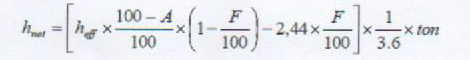 h_net = [ h_eff × (100 – A)/100 × ( 1 – F/100 ) – 2,44 × F/100 ] × 1/3.6 × ton